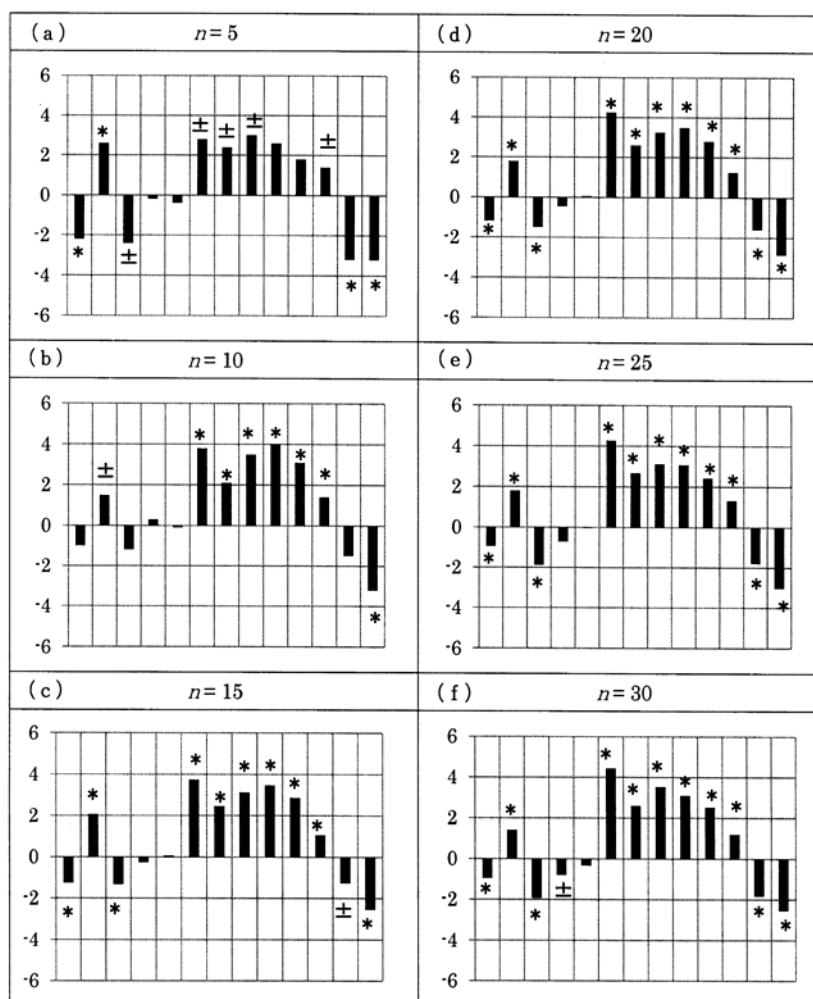 (a) n=5
6
4
2
0
-2
-4
-6
* ± ± ± ±
* ± * *
(b) n=10
6
4
2
0
-2
-4
-6
± * * * * * *
*
(c) n=15
6
4
2
0
-2
-4
-6
* * * * * * *
* * ± *
(d) n=20
6
4
2
0
-2
-4
-6
* * * * * * *
* * * *
(e) n=25
6
4
2
0
-2
-4
-6
* * * * * * *
* * * *
(f) n=30
6
4
2
0
-2
-4
-6
* * * * * * *
* * ± * *